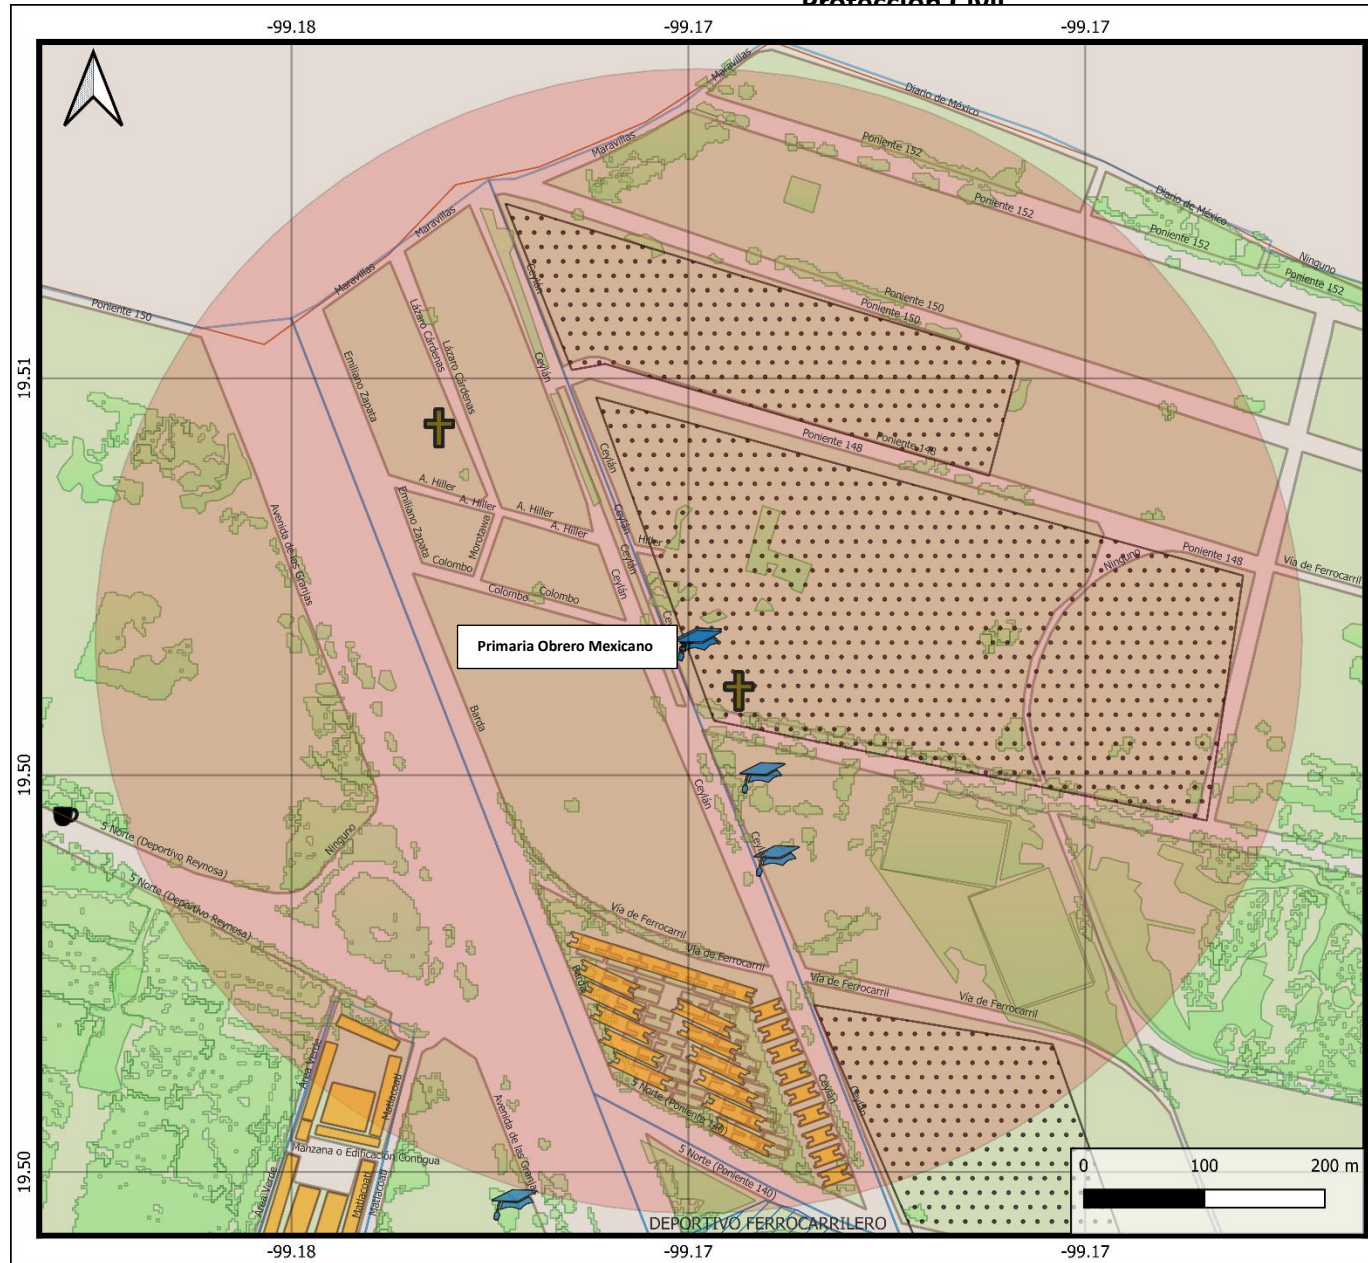 Protección Civil
-99.18
-99.17
-99.17
Maravillas
Diario de México
Poniente 152
Maravillas
Poniente 152
Diario de México
Poniente 152
Ninguno
Poniente 152
Maravillas
Maravillas
Ceylán
Poniente 150
Poniente 150
Poniente 150
Lázaro Cárdenas
Lázaro Cárdenas
Emiliano Zapata
Ceylán
19.51
Poniente 148
Poniente 148
Ceylán
A. Hiller
A. Hiller
A. Hiller
A. Hiller
Emiliano Zapata
Morotawa
Avenida de las Granjas
Ceylán
Hiller
Ceylán
Ninguno
Poniente 148
Vía de Ferrocarril
Colombo
Colombo
Colombo
Ceylán
Primaria Obrero Mexicano
Barda
19.50
Ceylán
Ninguno
Ceylán
5 Norte (Deportivo Reynosa)
5 Norte (Deportivo Reynosa)
Vía de Ferrocarril
Vía de Ferrocarril
Vía de Ferrocarril
Vía de Ferrocarril
Barda
Área Verde
Matlacoatl
5 Norte (Poniente 140)
Ceylán
Ceylán
Avenida de las Granjas
Manzana o Edificación Contigua
5 Norte (Poniente 140)
19.50
Área Verde
Matlacoatl
Matlacoatl
DEPORTIVO FERROCARRILERO
0 100 200 m
-99.18
-99.17
-99.17